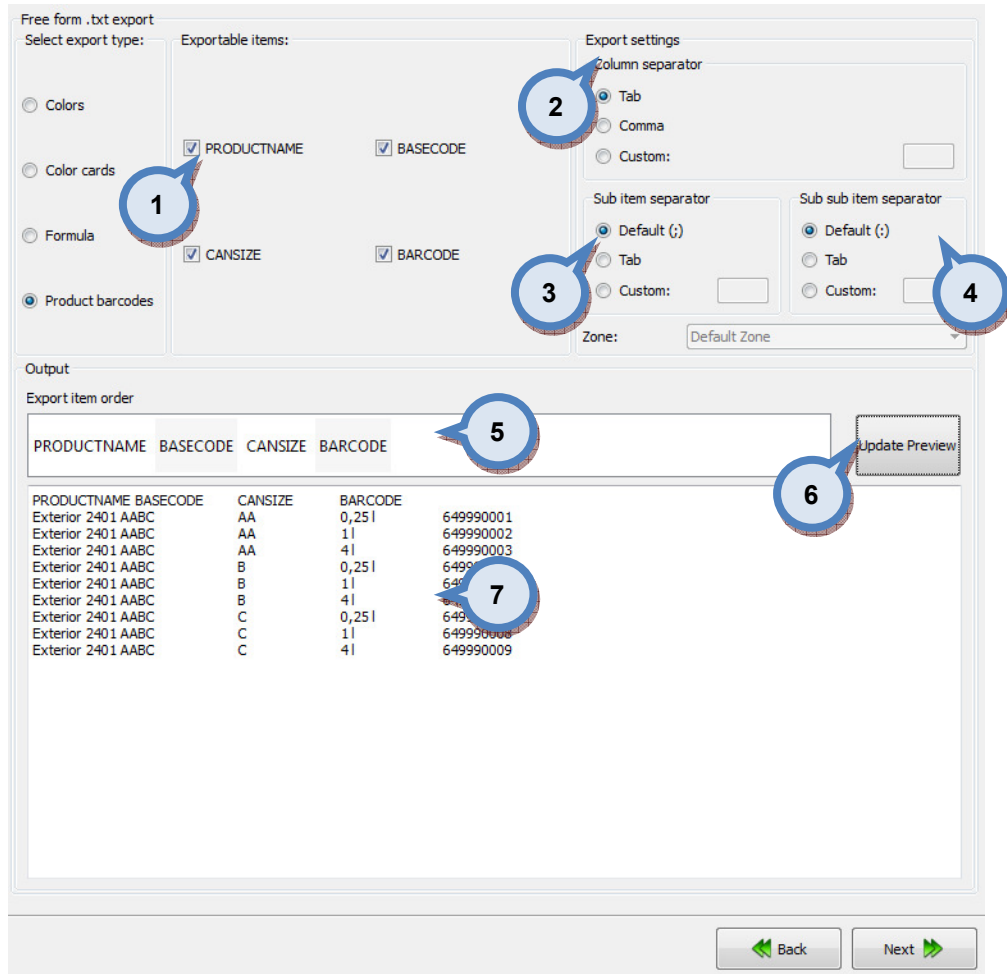 Free form .txt export
Select export type:
Colors
Color cards
Formula
Product barcodes
Exportable items:
PRODUCTNAME BASECODE
CANSIZE BARCODE
1
Export settings
Column separator
Tab
Comma
Custom:
2
Sub item separator
Default (;)
Tab
Custom:
3
Sub sub item separator
Default (:)
Tab
Custom:
4
Zone: Default Zone
Output
Export item order
PRODUCTNAME BASECODE CANSIZE BARCODE
5
Update Preview
6
PRODUCTNAME BASECODE CANSIZE BARCODE
Exterior 2401 AABC AA 0,25 l 649990001
Exterior 2401 AABC AA 1 l 649990002
Exterior 2401 AABC AA 4 l 649990003
Exterior 2401 AABC B 0,25 l
Exterior 2401 AABC B 1 l
Exterior 2401 AABC B 4 l
Exterior 2401 AABC C 0,25 l
Exterior 2401 AABC C 1 l 649990008
Exterior 2401 AABC C 4 l 649990009
7
Back Next